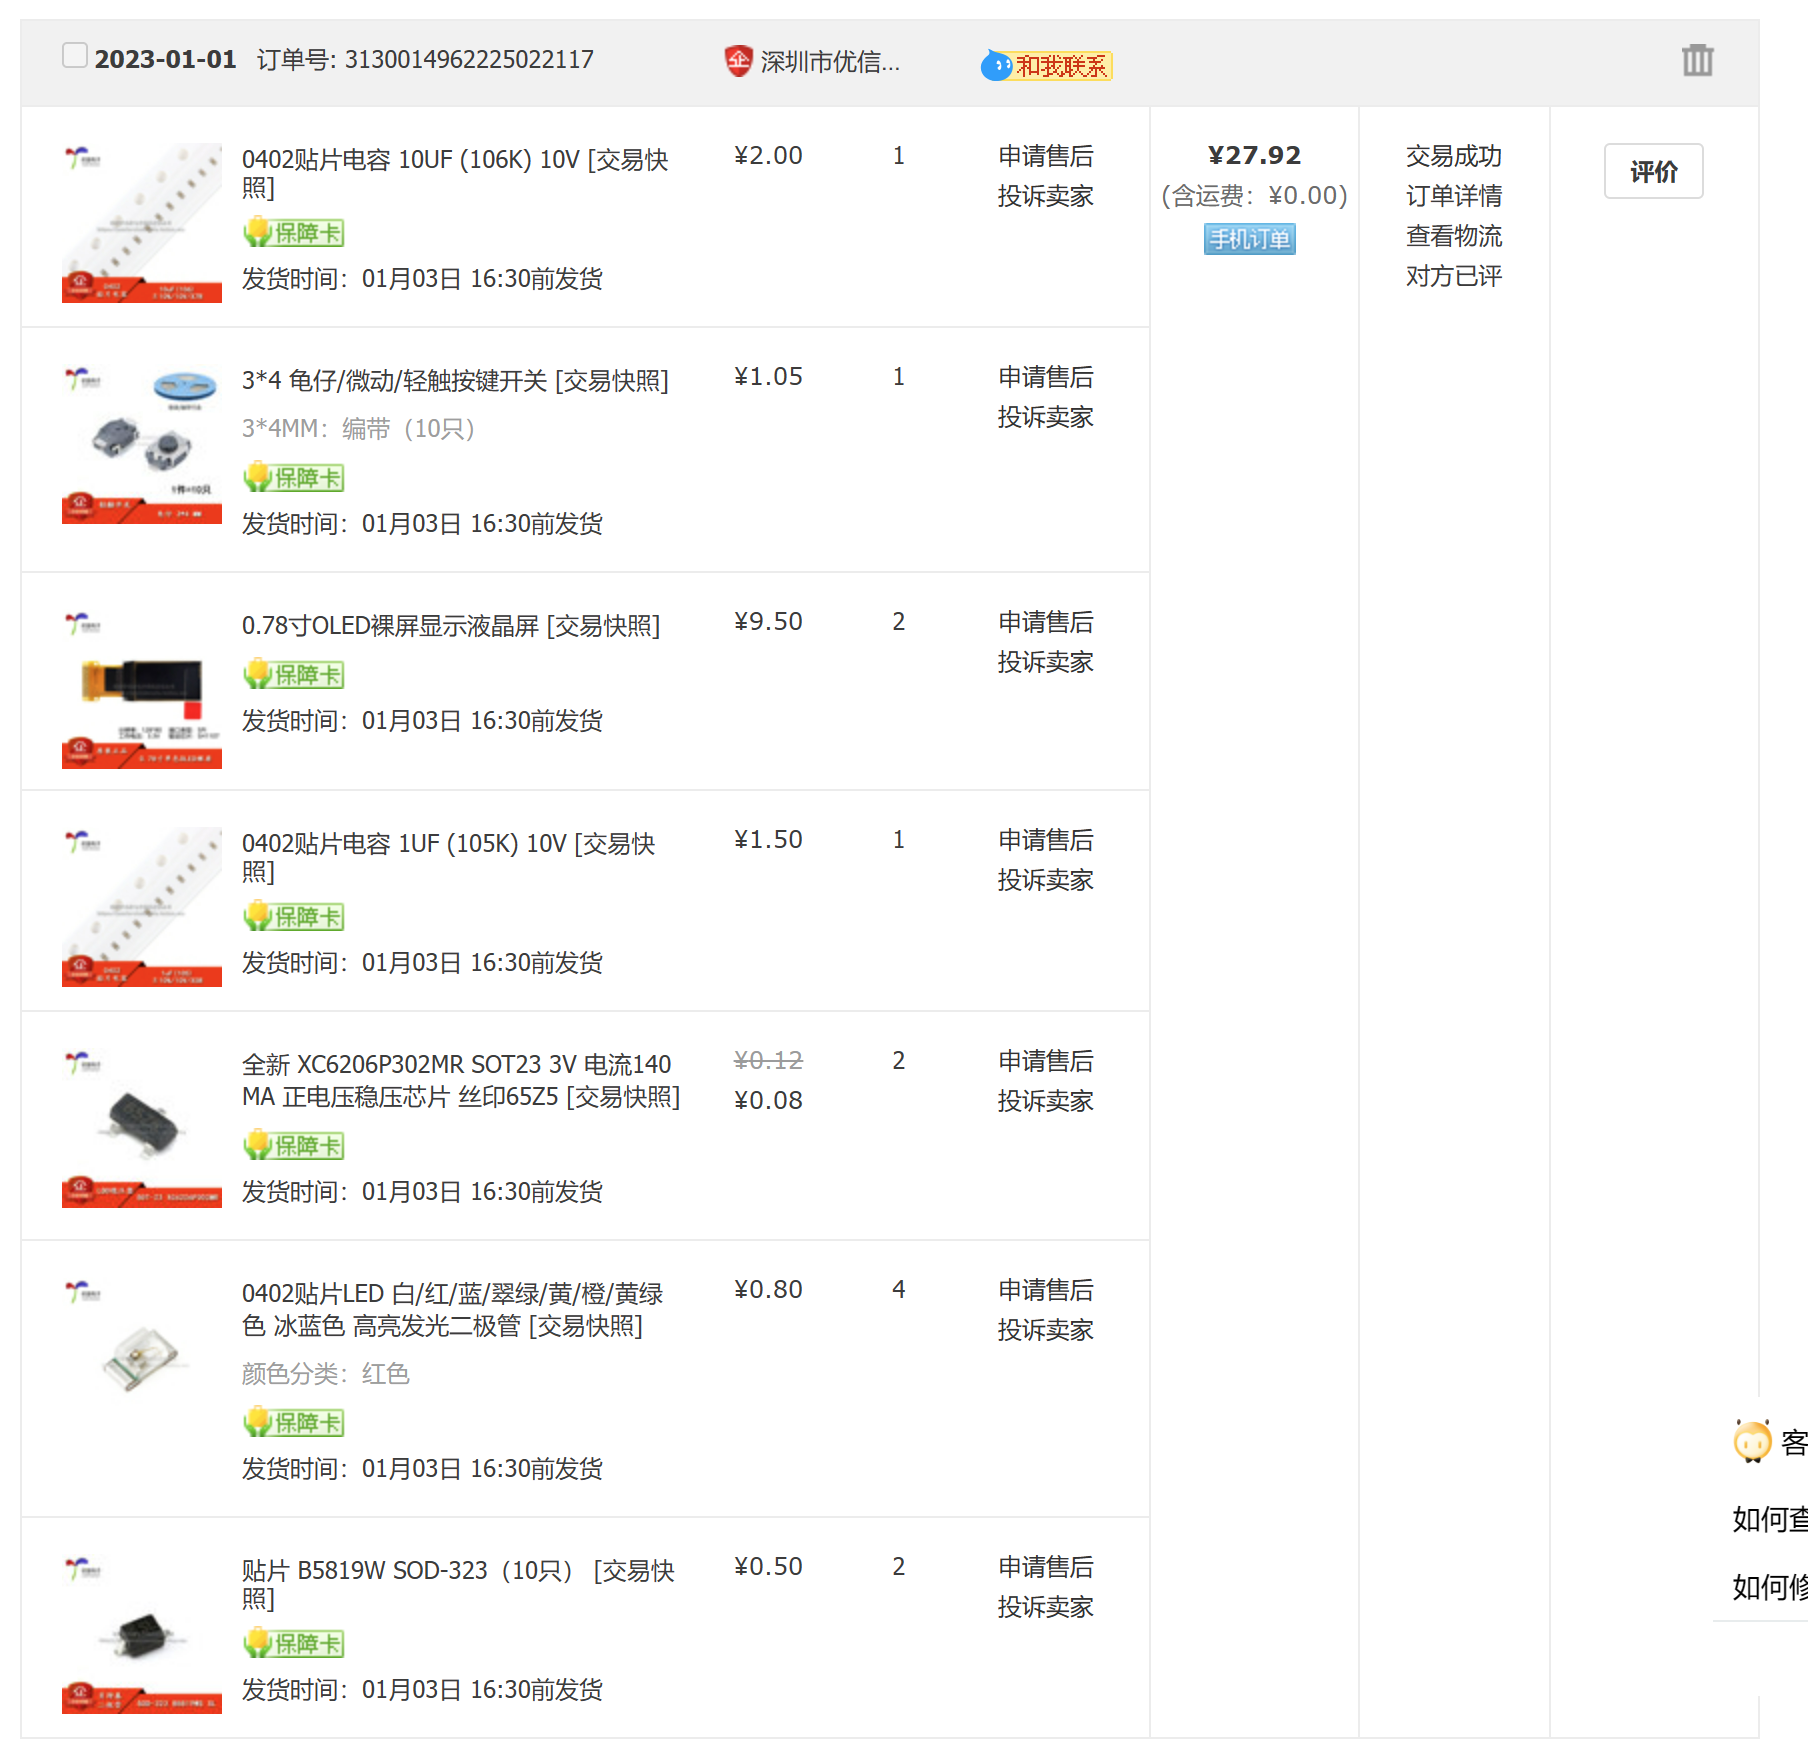 2023-01-01 订单号: 3130014962225022117 深圳市优信... 和我联系
0402贴片电容 10UF (106K) 10V [交易快
照]
保障卡
发货时间：01月03日 16:30前发货
¥2.00
1
申请售后
投诉卖家
¥27.92
(含运费：¥0.00)
手机订单
交易成功
订单详情
查看物流
对方已评
评价
3*4 龟仔/微动/轻触按键开关 [交易快照]
3*4MM：编带（10只）
保障卡
发货时间：01月03日 16:30前发货
1件=10只
¥1.05
1
申请售后
投诉卖家
0.78寸OLED裸屏显示液晶屏 [交易快照]
保障卡
发货时间：01月03日 16:30前发货
¥9.50
2
申请售后
投诉卖家
0402贴片电容 1UF (105K) 10V [交易快
照]
保障卡
发货时间：01月03日 16:30前发货
¥1.50
1
申请售后
投诉卖家
全新 XC6206P302MR SOT23 3V 电流140
MA 正电压稳压芯片 丝印65Z5 [交易快照]
保障卡
发货时间：01月03日 16:30前发货
¥0.12
¥0.08
2
申请售后
投诉卖家
0402贴片LED 白/红/蓝/翠绿/黄/橙/黄绿
色 冰蓝色 高亮发光二极管 [交易快照]
颜色分类：红色
保障卡
发货时间：01月03日 16:30前发货
¥0.80
4
申请售后
投诉卖家
客
如何查
如何修
贴片 B5819W SOD-323（10只） [交易快
照]
保障卡
发货时间：01月03日 16:30前发货
¥0.50
2
申请售后
投诉卖家